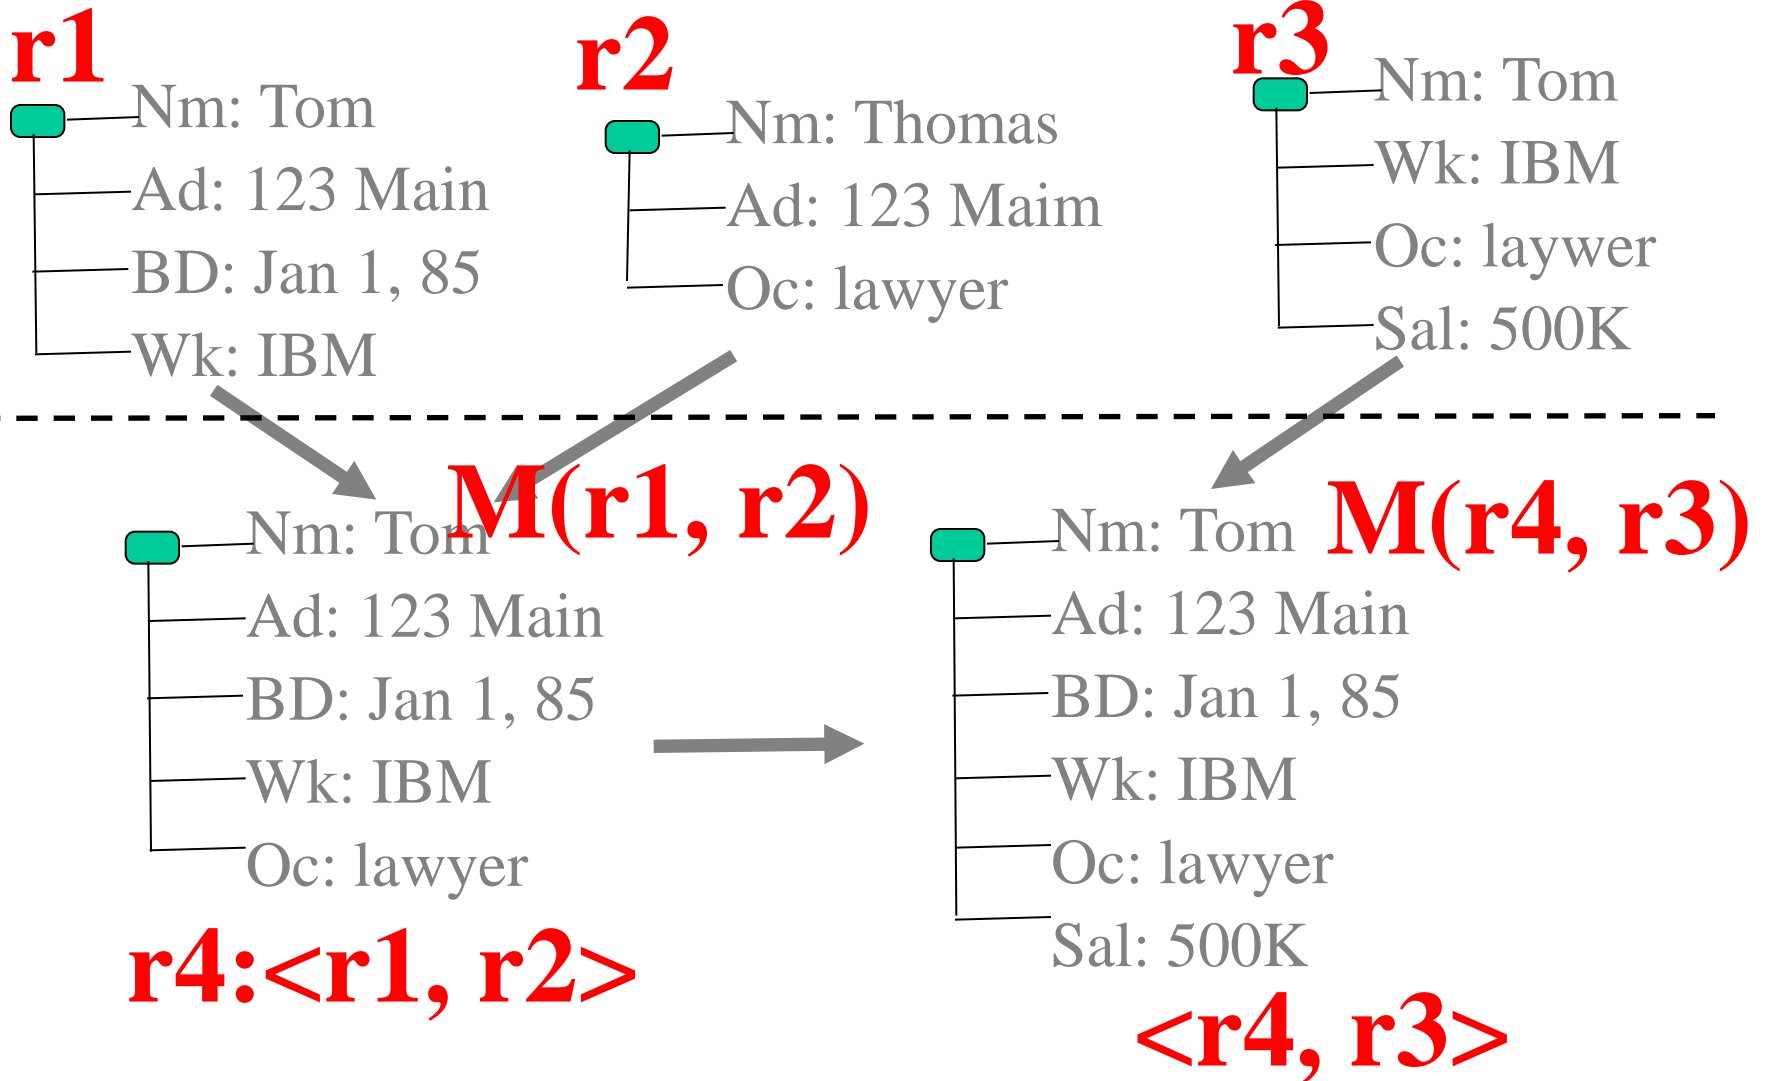 r1
Nm: Tom
Ad: 123 Main
BD: Jan 1, 85
Wk: IBM
r2
Nm: Thomas
Ad: 123 Maim
Oc: lawyer
r3
Nm: Tom
Wk: IBM
Oc: laywer
Sal: 500K
M(r1, r2)
Nm: Tom
Ad: 123 Main
BD: Jan 1, 85
Wk: IBM
Oc: lawyer
r4:<r1, r2>
M(r4, r3)
Nm: Tom
Ad: 123 Main
BD: Jan 1, 85
Wk: IBM
Oc: lawyer
Sal: 500K
<r4, r3>